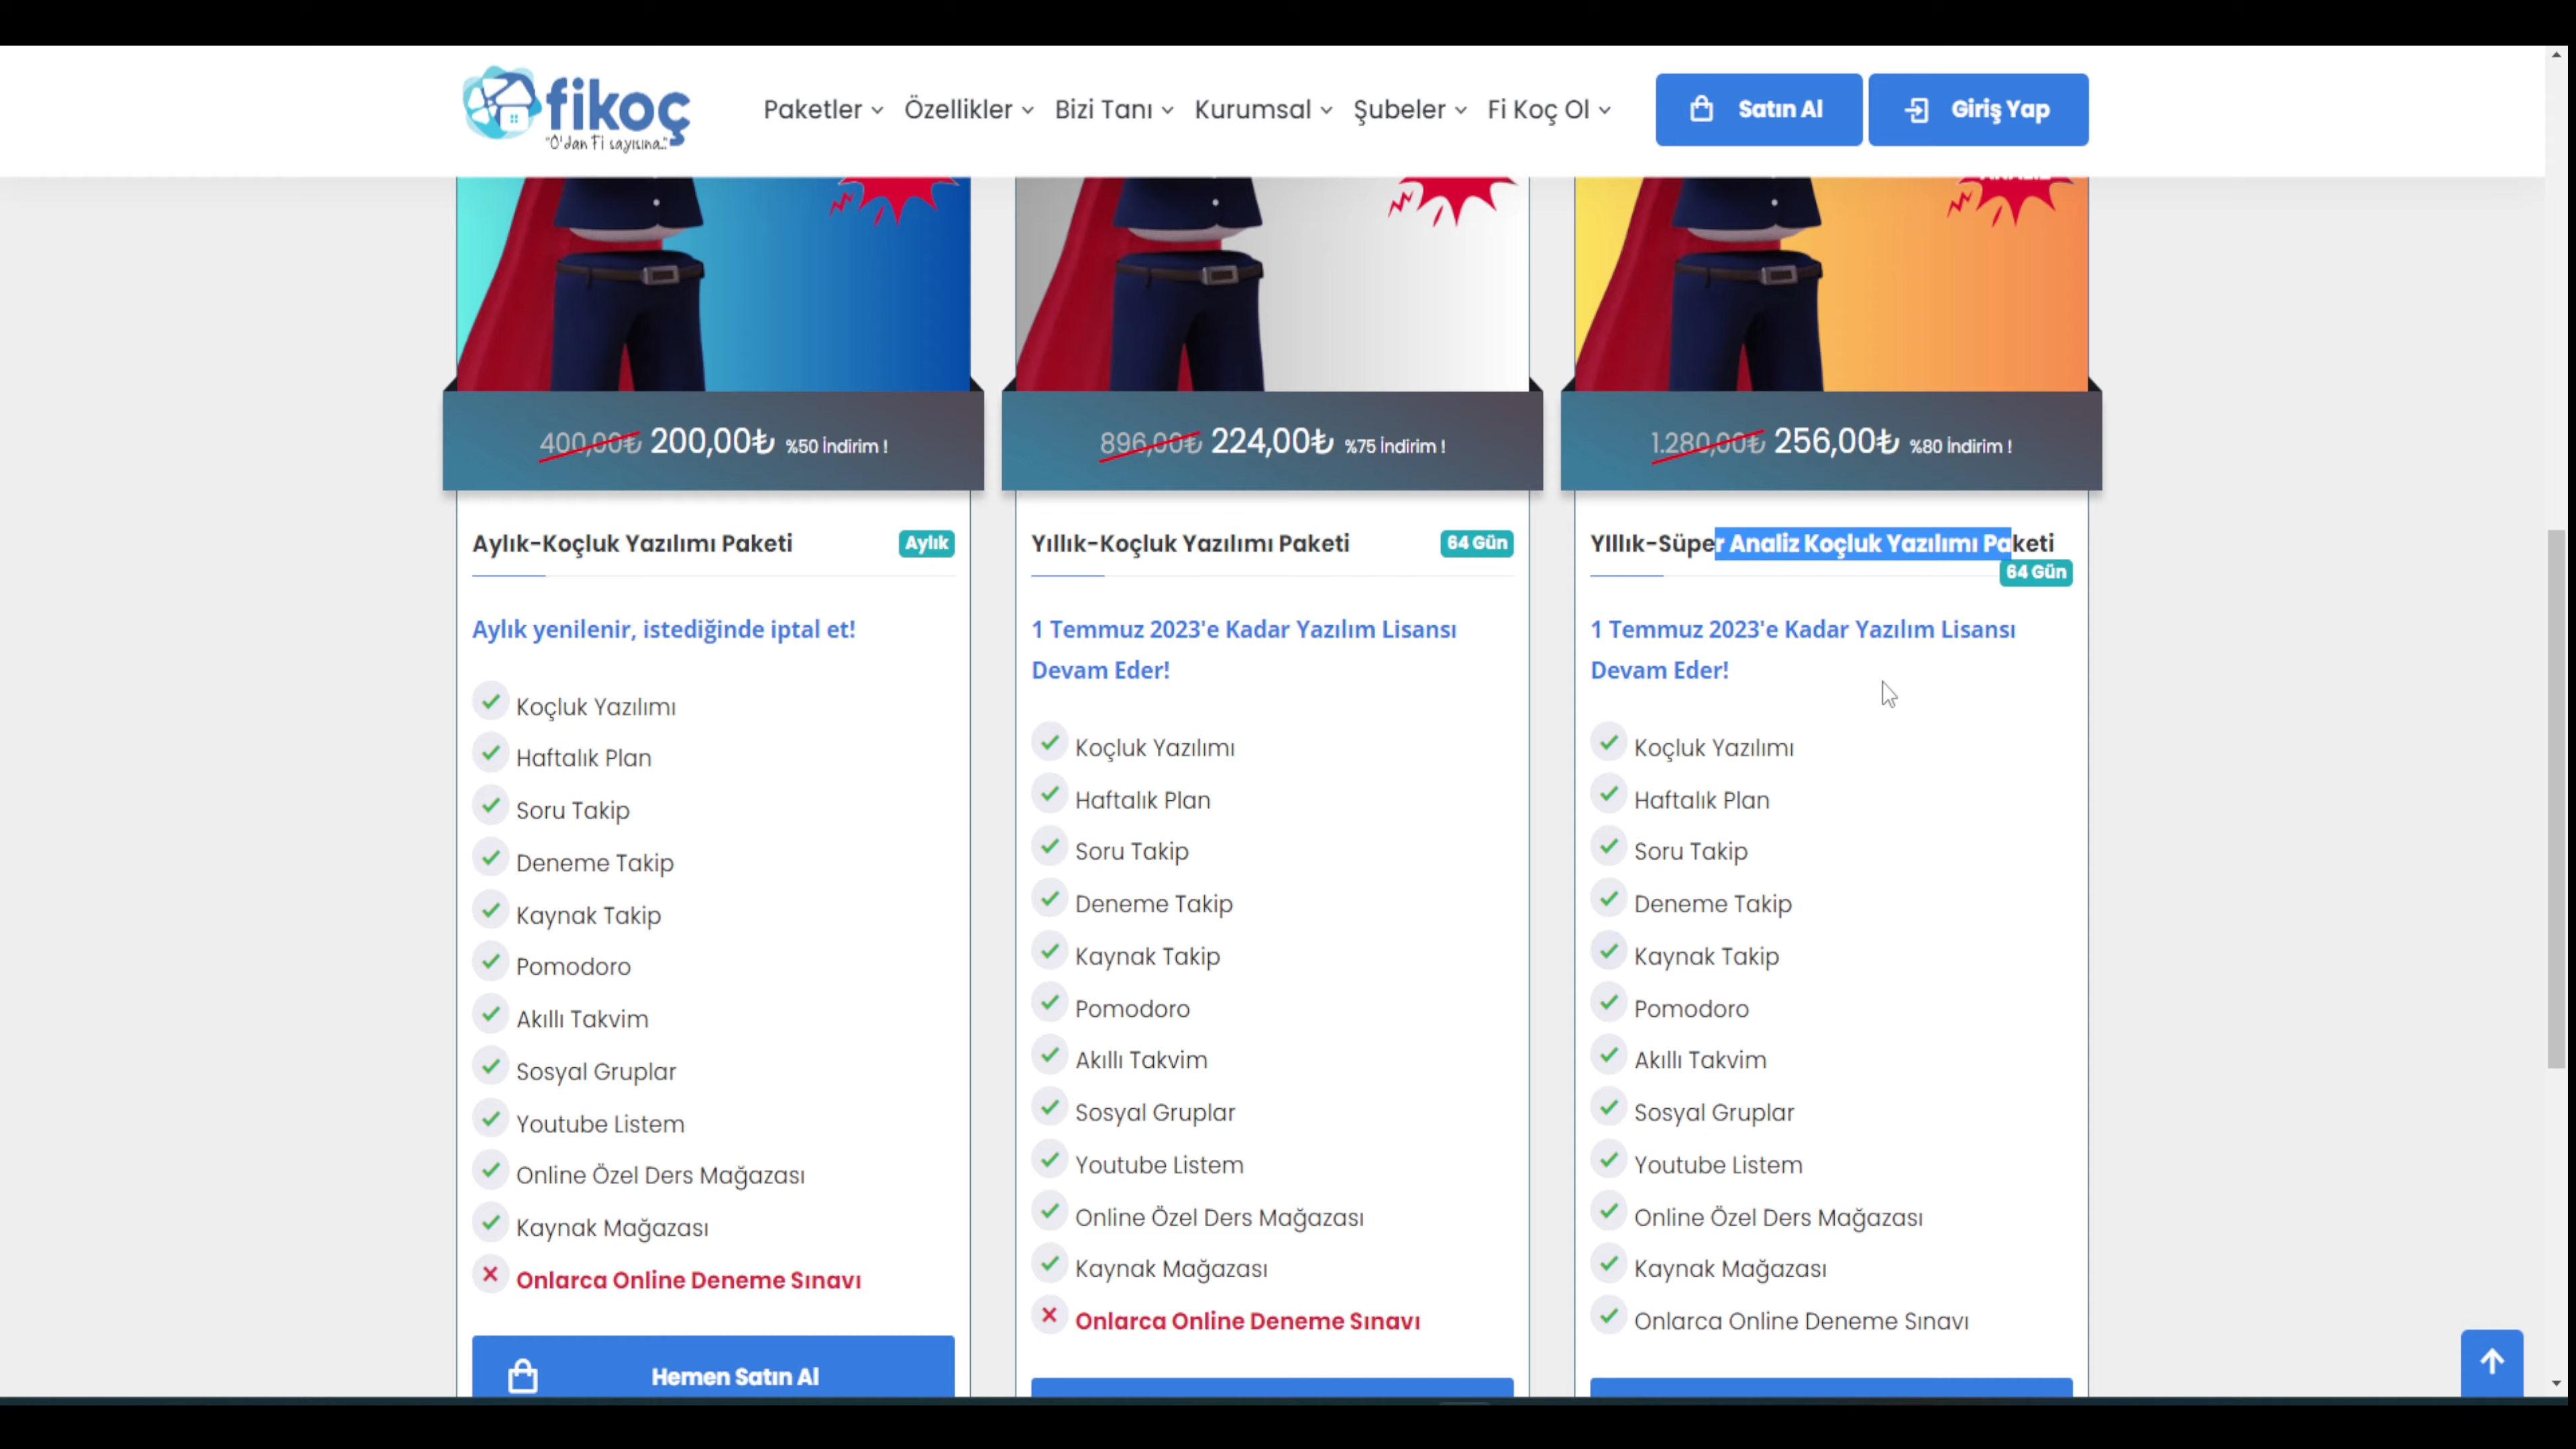 fikoç
"0'dan Fi sayısına.."
Paketler
Özellikler
Bizi Tanı
Kurumsal
Şubeler
Fi Koç Ol
Satın Al
Giriş Yap
400,00₺ 200,00₺ %50 İndirim !
Aylık-Koçluk Yazılımı Paketi
Aylık
Aylık yenilenir, istediğinde iptal et!
Koçluk Yazılımı
Haftalık Plan
Soru Takip
Deneme Takip
Kaynak Takip
Pomodoro
Akıllı Takvim
Sosyal Gruplar
Youtube Listem
Online Özel Ders Mağazası
Kaynak Mağazası
Onlarca Online Deneme Sınavı
Hemen Satın Al
896,00₺ 224,00₺ %75 İndirim !
Yıllık-Koçluk Yazılımı Paketi
64 Gün
1 Temmuz 2023'e Kadar Yazılım Lisansı
Devam Eder!
Koçluk Yazılımı
Haftalık Plan
Soru Takip
Deneme Takip
Kaynak Takip
Pomodoro
Akıllı Takvim
Sosyal Gruplar
Youtube Listem
Online Özel Ders Mağazası
Kaynak Mağazası
Onlarca Online Deneme Sınavı
1.280,00₺ 256,00₺ %80 İndirim !
Yıllık-Süper Analiz Koçluk Yazılımı Paketi
64 Gün
1 Temmuz 2023'e Kadar Yazılım Lisansı
Devam Eder!
Koçluk Yazılımı
Haftalık Plan
Soru Takip
Deneme Takip
Kaynak Takip
Pomodoro
Akıllı Takvim
Sosyal Gruplar
Youtube Listem
Online Özel Ders Mağazası
Kaynak Mağazası
Onlarca Online Deneme Sınavı